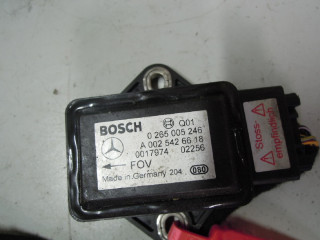 BOSCH Q01
0 265 005 246
A 002 542 66 18
0017974 02256
← FOV
Made in Germany 204 DBO
Stoss-
empfindlich!